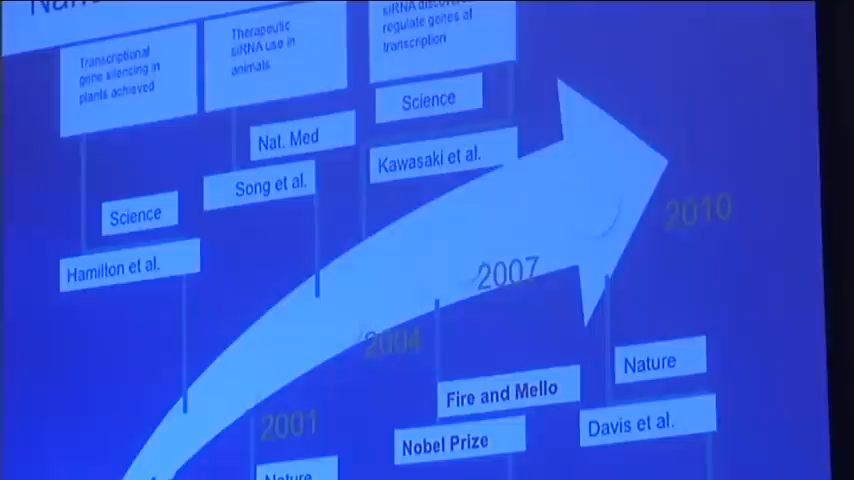 Transcriptional
gene silencing in
plants achieved
Therapeutic
siRNA use in
animals
regulate genes at
transcription
Science
Nat. Med
Kawasaki et al.
Song et al.
Science
Hamilton et al.
2010
2007
2004
2001
Nature
Fire and Mello
Davis et al.
Nobel Prize
Nature